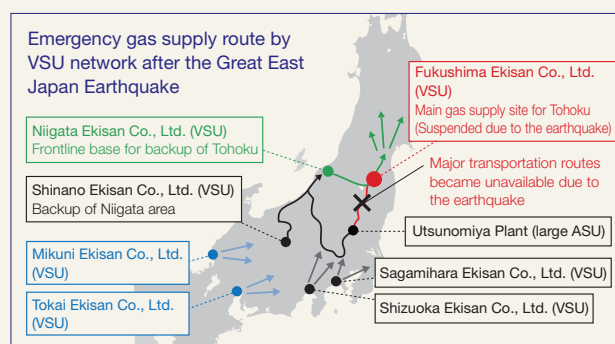 Emergency gas supply route by
VSU network after the Great East
Japan Earthquake
Fukushima Ekisan Co., Ltd.
(VSU)
Main gas supply site for Tohoku
(Suspended due to the earthquake)
Niigata Ekisan Co., Ltd. (VSU)
Frontline base for backup of Tohoku
Major transportation routes
became unavailable due to
the earthquake
Shinano Ekisan Co., Ltd. (VSU)
Backup of Niigata area
Utsunomiya Plant (large ASU)
Mikuni Ekisan Co., Ltd.
(VSU)
Sagamihara Ekisan Co., Ltd. (VSU)
Tokai Ekisan Co., Ltd.
(VSU)
Shizuoka Ekisan Co., Ltd. (VSU)